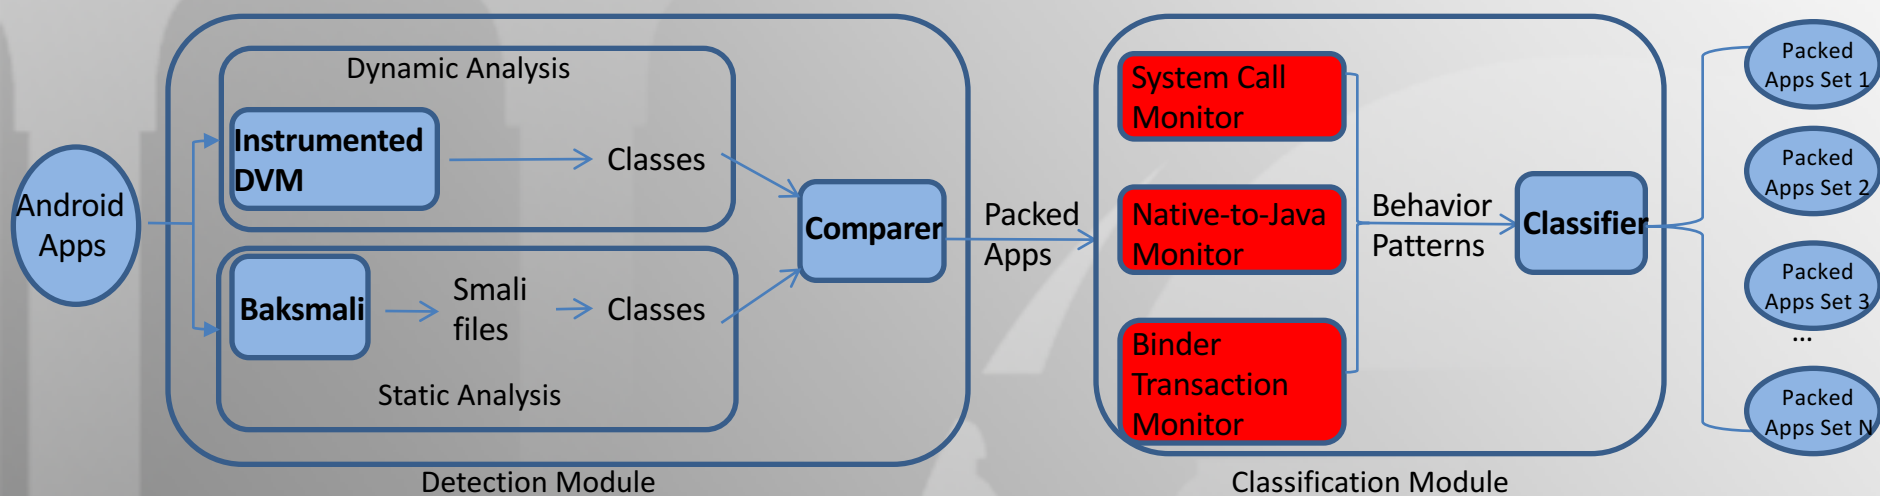 Android
Apps
Dynamic Analysis
Instrumented
DVM
Classes
Baksmali
Smali
files
Classes
Static Analysis
Comparer
Detection Module
Packed
Apps
System Call
Monitor
Native-to-Java
Monitor
Binder
Transaction
Monitor
Behavior
Patterns
Classifier
Classification Module
Packed
Apps Set 1
Packed
Apps Set 2
Packed
Apps Set 3
...
Packed
Apps Set N